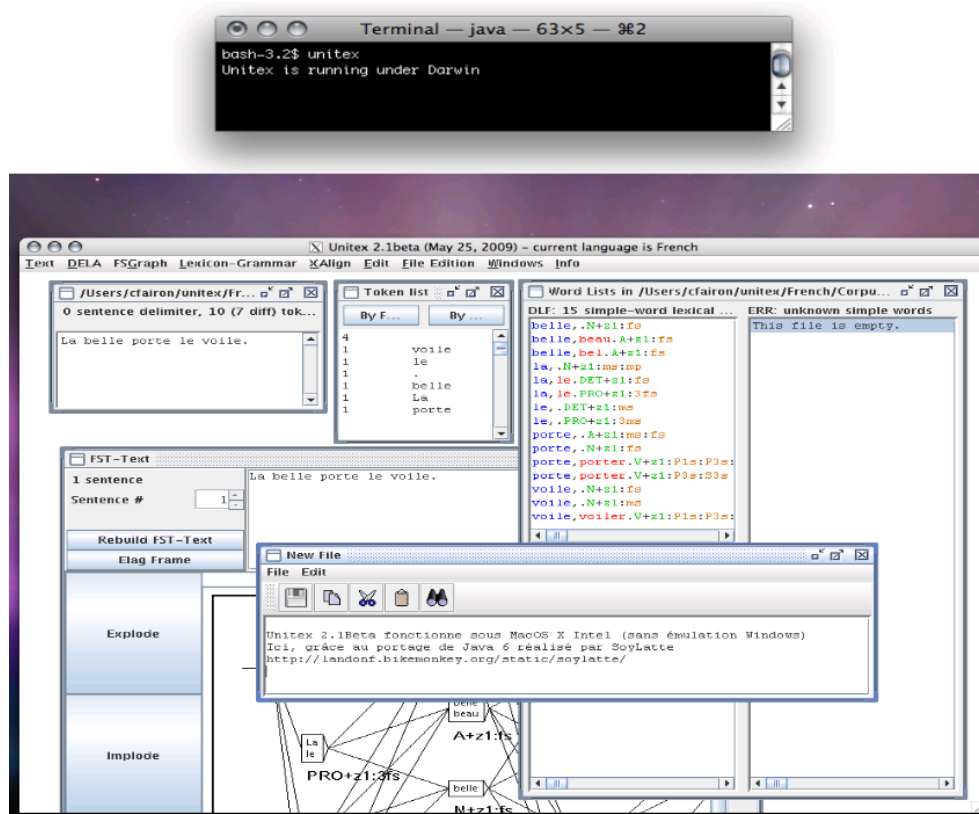 Terminal — java — 63×5 — ⌘2
bash-3.2$ unitex
Unitex is running under Darwin
Unitex 2.1beta (May 25, 2009) – current language is French
Text DELA FSGraph Lexicon-Grammar XAlign Edit File Edition Windows Info
/Users/cfairon/unitex/Fr...
0 sentence delimiter, 10 (7 diff) tok...
La belle porte le voile.
Token list
By F... By ...
4
1 voile
1 le
1 .
1 belle
1 La
1 porte
Word Lists in /Users/cfairon/unitex/French/Corpu...
DLF: 15 simple-word lexical ...
belle,.N+z1:fs
belle,beau.A+z1:fs
belle,bel.A+z1:fs
la,.N+z1:ms:mp
la,le.DET+z1:fs
la,le.PRO+z1:3fs
le,.DET+z1:ms
le,.PRO+z1:3ms
porte,.A+z1:ms:fs
porte,.N+z1:fs
porte,porter.V+z1:P1s:P3s:
porte,porter.V+z1:P3s:S3s
voile,.N+z1:fs
voile,.N+z1:ms
voile,voiler.V+z1:P1s:P3s:
ERR: unknown simple words
This file is empty.
FST-Text
1 sentence
Sentence # 1
La belle porte le voile.
Rebuild FST-Text
Elag Frame
Explode
Implode
New File
File Edit
Unitex 2.1Beta fonctionne sous MacOS X Intel (sans émulation Windows)
Ici, grâce au portage de Java 6 réalisé par SoyLatte
http://landonf.bikemonkey.org/static/soylatte/
belle
beau
A+z1:fs
La
le
PRO+z1:3fs
belle
N+z1:fs